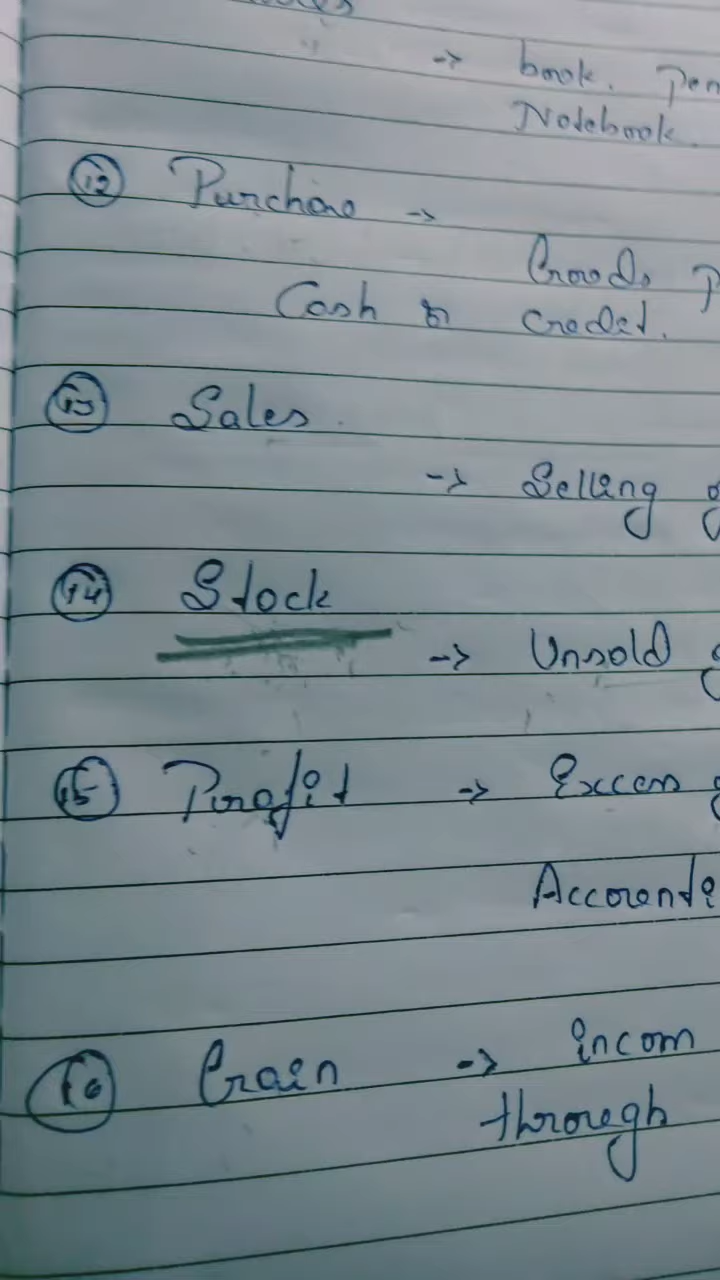 → book. Pen
Notebook.
12 Purchase →
Goods P
Cash or credit.
13 Sales.
→ Selling g
14 Stock
→ Unsold g
15 Profit → Excess
Accounti
16 Gain → incom
through